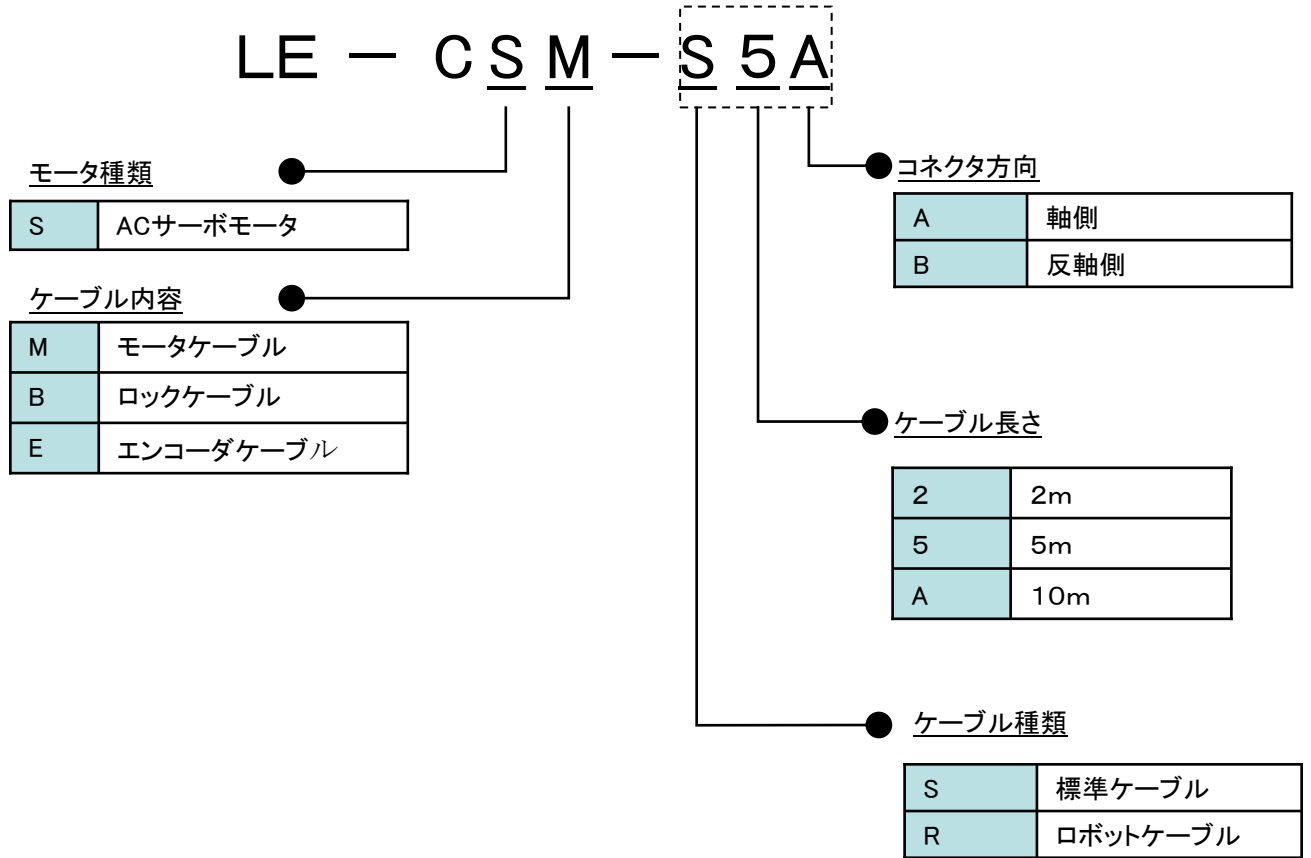 LE － CSM－S5A
モータ種類
S ACサーボモータ
ケーブル内容
M モータケーブル
B ロックケーブル
E エンコーダケーブル
コネクタ方向
A 軸側
B 反軸側
ケーブル長さ
2 2m
5 5m
A 10m
ケーブル種類
S 標準ケーブル
R ロボットケーブル